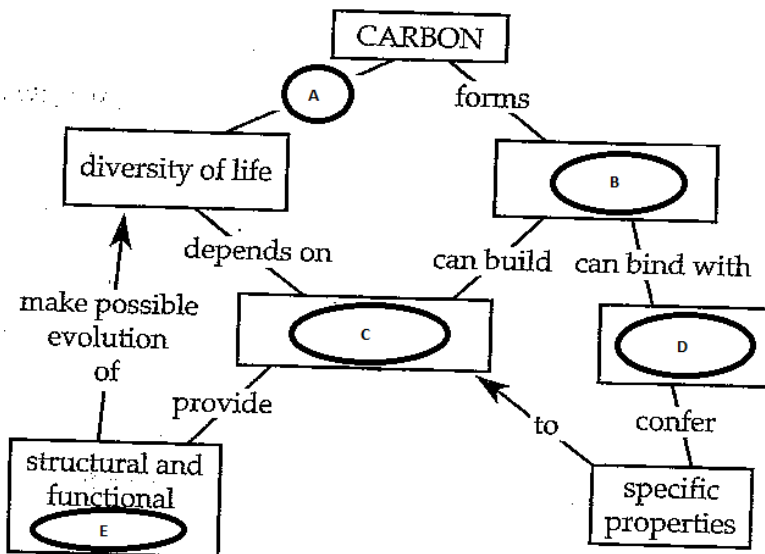 CARBON
A
forms
diversity of life
B
depends on
can build
can bind with
make possible
evolution
of
C
D
provide
to
confer
structural and
functional
E
specific
properties